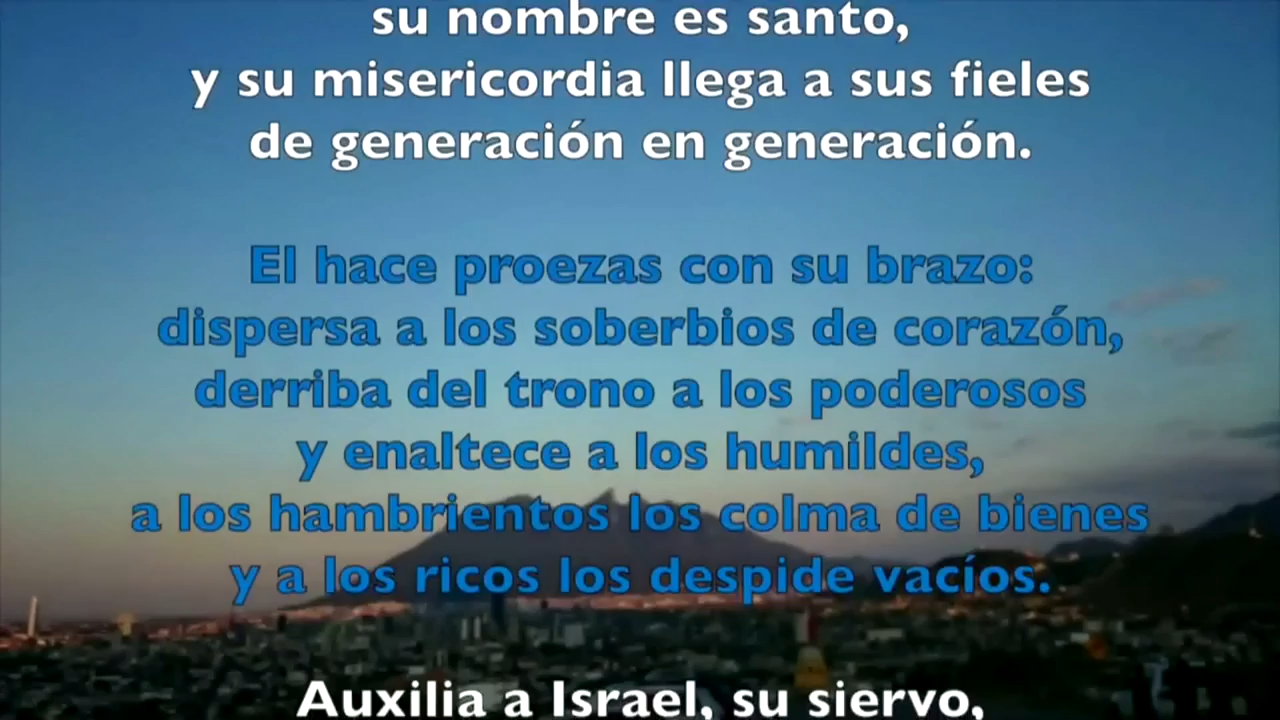 su nombre es santo,
y su misericordia llega a sus fieles
de generación en generación.
El hace proezas con su brazo:
dispersa a los soberbios de corazón,
derriba del trono a los poderosos
y enaltece a los humildes,
a los hambrientos los colma de bienes
y a los ricos los despide vacíos.
Auxilia a Israel, su siervo,